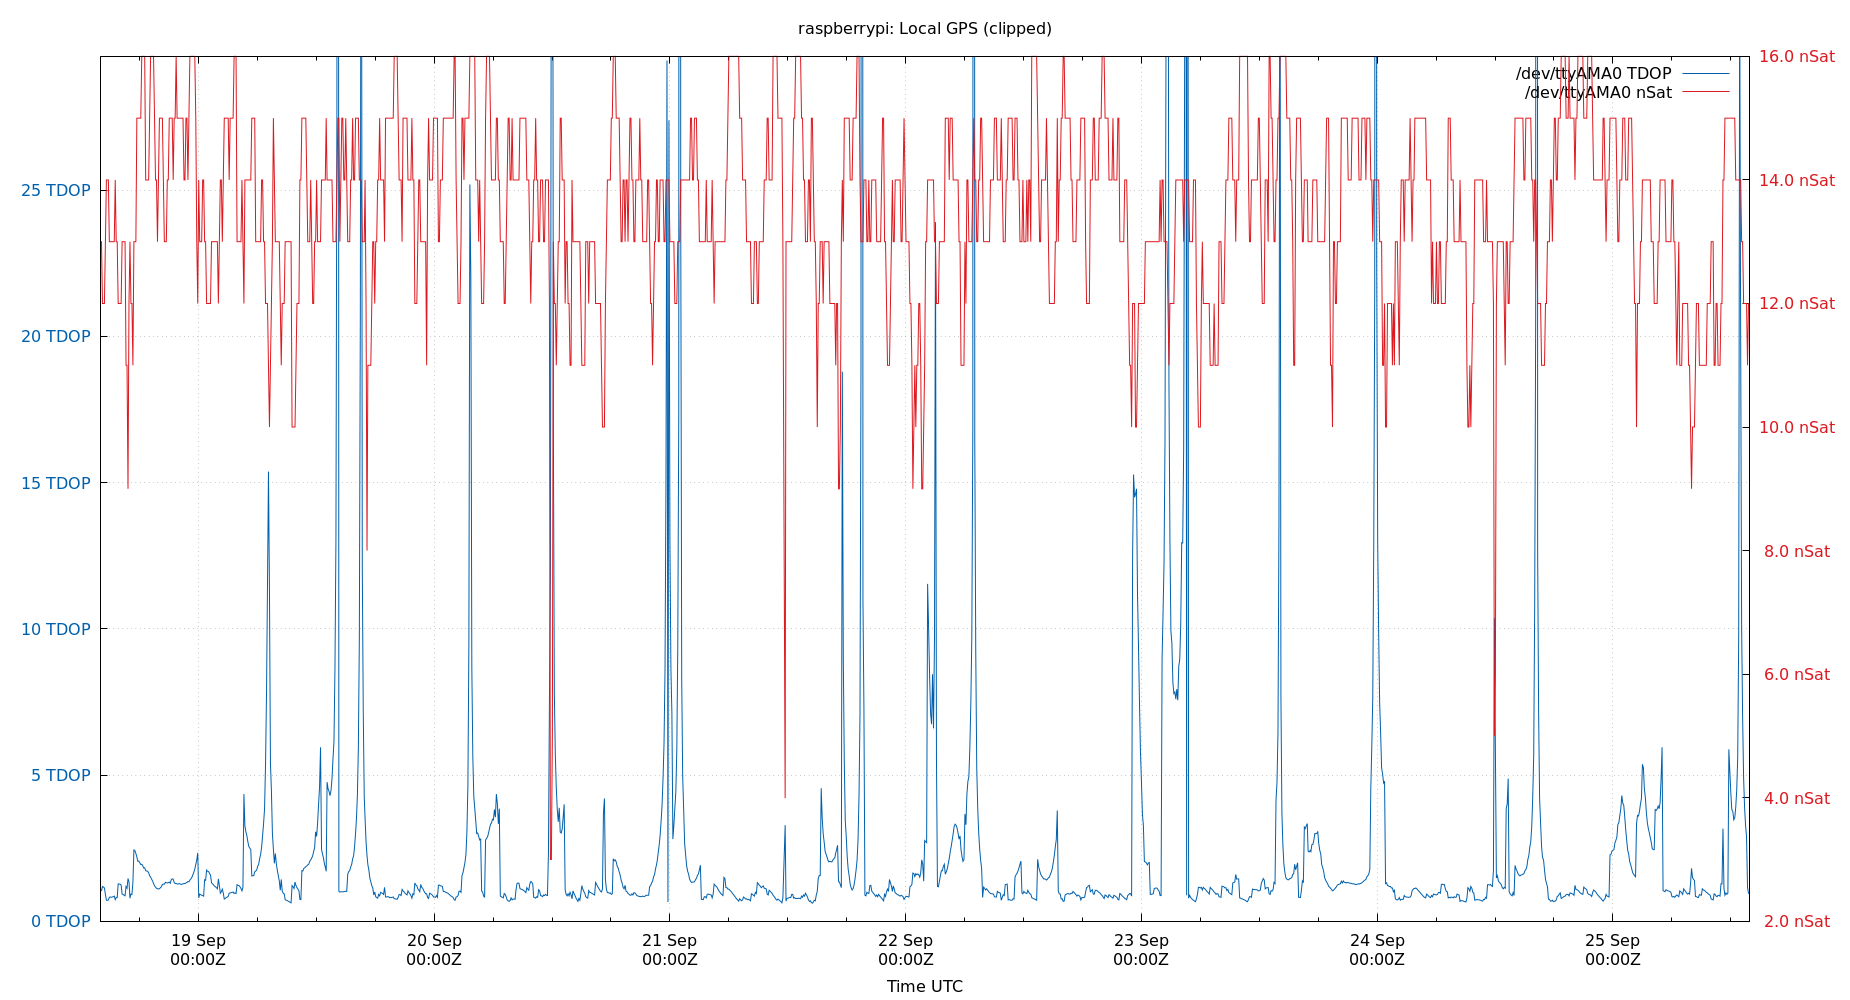 raspberrypi: Local GPS (clipped)
16.0 nSat
/dev/ttyAMA0 TDOP
/dev/ttyAMA0 nSat
25 TDOP
14.0 nSat
12.0 nSat
20 TDOP
10.0 nSat
15 TDOP
8.0 nSat
10 TDOP
6.0 nSat
5 TDOP
4.0 nSat
0 TDOP
2.0 nSat
19 Sep
00:00Z
20 Sep
00:00Z
21 Sep
00:00Z
22 Sep
00:00Z
23 Sep
00:00Z
24 Sep
00:00Z
25 Sep
00:00Z
Time UTC